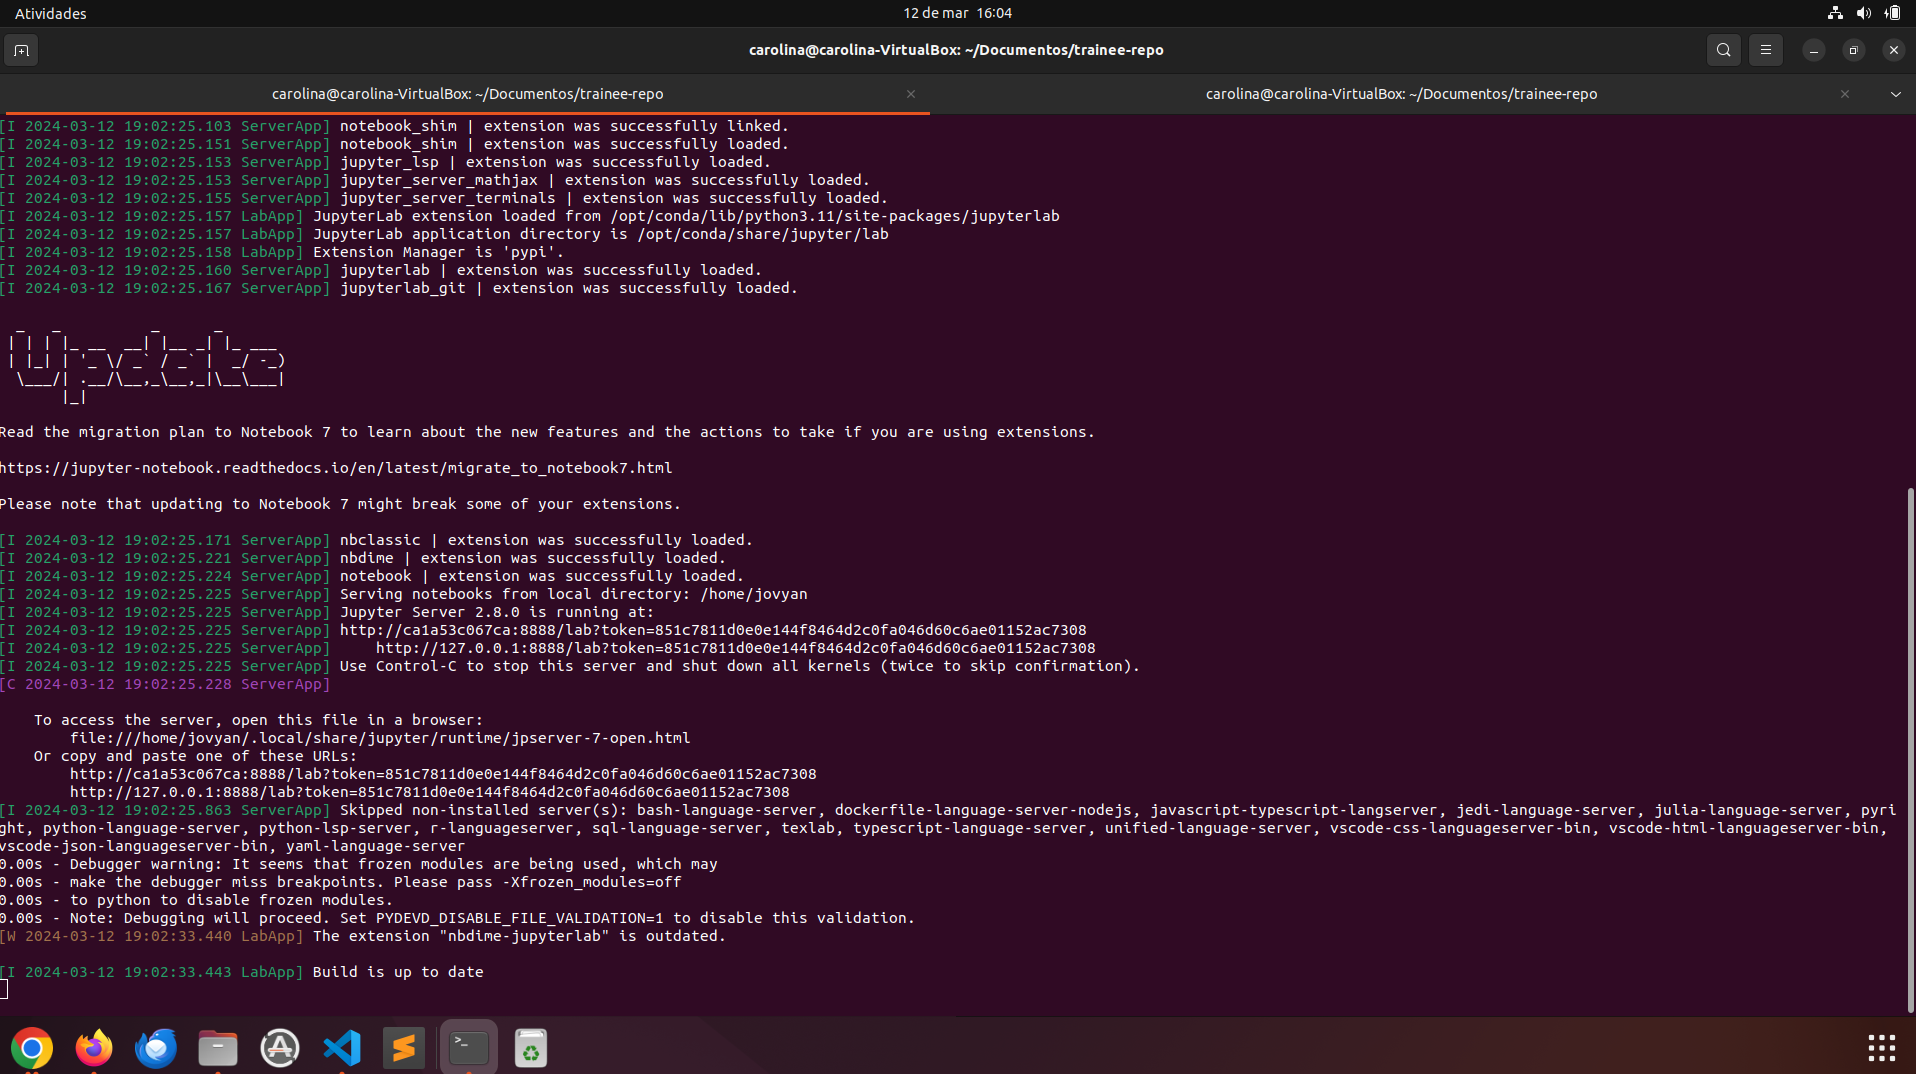 Atividades
12 de mar 16:04
carolina@carolina-VirtualBox: ~/Documentos/trainee-repo
carolina@carolina-VirtualBox: ~/Documentos/trainee-repo
carolina@carolina-VirtualBox: ~/Documentos/trainee-repo
[I 2024-03-12 19:02:25.103 ServerApp] notebook_shim | extension was successfully linked.
[I 2024-03-12 19:02:25.151 ServerApp] notebook_shim | extension was successfully loaded.
[I 2024-03-12 19:02:25.153 ServerApp] jupyter_lsp | extension was successfully loaded.
[I 2024-03-12 19:02:25.153 ServerApp] jupyter_server_mathjax | extension was successfully loaded.
[I 2024-03-12 19:02:25.155 ServerApp] jupyter_server_terminals | extension was successfully loaded.
[I 2024-03-12 19:02:25.157 LabApp] JupyterLab extension loaded from /opt/conda/lib/python3.11/site-packages/jupyterlab
[I 2024-03-12 19:02:25.157 LabApp] JupyterLab application directory is /opt/conda/share/jupyter/lab
[I 2024-03-12 19:02:25.158 LabApp] Extension Manager is 'pypi'.
[I 2024-03-12 19:02:25.160 ServerApp] jupyterlab | extension was successfully loaded.
[I 2024-03-12 19:02:25.167 ServerApp] jupyterlab_git | extension was successfully loaded.
Update
Read the migration plan to Notebook 7 to learn about the new features and the actions to take if you are using extensions.
https://jupyter-notebook.readthedocs.io/en/latest/migrate_to_notebook7.html
Please note that updating to Notebook 7 might break some of your extensions.
[I 2024-03-12 19:02:25.171 ServerApp] nbclassic | extension was successfully loaded.
[I 2024-03-12 19:02:25.221 ServerApp] nbdime | extension was successfully loaded.
[I 2024-03-12 19:02:25.224 ServerApp] notebook | extension was successfully loaded.
[I 2024-03-12 19:02:25.225 ServerApp] Serving notebooks from local directory: /home/jovyan
[I 2024-03-12 19:02:25.225 ServerApp] Jupyter Server 2.8.0 is running at:
[I 2024-03-12 19:02:25.225 ServerApp] http://ca1a53c067ca:8888/lab?token=851c7811d0e0e144f8464d2c0fa046d60c6ae01152ac7308
[I 2024-03-12 19:02:25.225 ServerApp]     http://127.0.0.1:8888/lab?token=851c7811d0e0e144f8464d2c0fa046d60c6ae01152ac7308
[I 2024-03-12 19:02:25.225 ServerApp] Use Control-C to stop this server and shut down all kernels (twice to skip confirmation).
[C 2024-03-12 19:02:25.228 ServerApp]
To access the server, open this file in a browser:
file:///home/jovyan/.local/share/jupyter/runtime/jpserver-7-open.html
Or copy and paste one of these URLs:
http://ca1a53c067ca:8888/lab?token=851c7811d0e0e144f8464d2c0fa046d60c6ae01152ac7308
http://127.0.0.1:8888/lab?token=851c7811d0e0e144f8464d2c0fa046d60c6ae01152ac7308
[I 2024-03-12 19:02:25.863 ServerApp] Skipped non-installed server(s): bash-language-server, dockerfile-language-server-nodejs, javascript-typescript-langserver, jedi-language-server, julia-language-server, pyri
ght, python-language-server, python-lsp-server, r-languageserver, sql-language-server, texlab, typescript-language-server, unified-language-server, vscode-css-languageserver-bin, vscode-html-languageserver-bin,
vscode-json-languageserver-bin, yaml-language-server
0.00s - Debugger warning: It seems that frozen modules are being used, which may
0.00s - make the debugger miss breakpoints. Please pass -Xfrozen_modules=off
0.00s - to python to disable frozen modules.
0.00s - Note: Debugging will proceed. Set PYDEVD_DISABLE_FILE_VALIDATION=1 to disable this validation.
[W 2024-03-12 19:02:33.440 LabApp] The extension "nbdime-jupyterlab" is outdated.
[I 2024-03-12 19:02:33.443 LabApp] Build is up to date